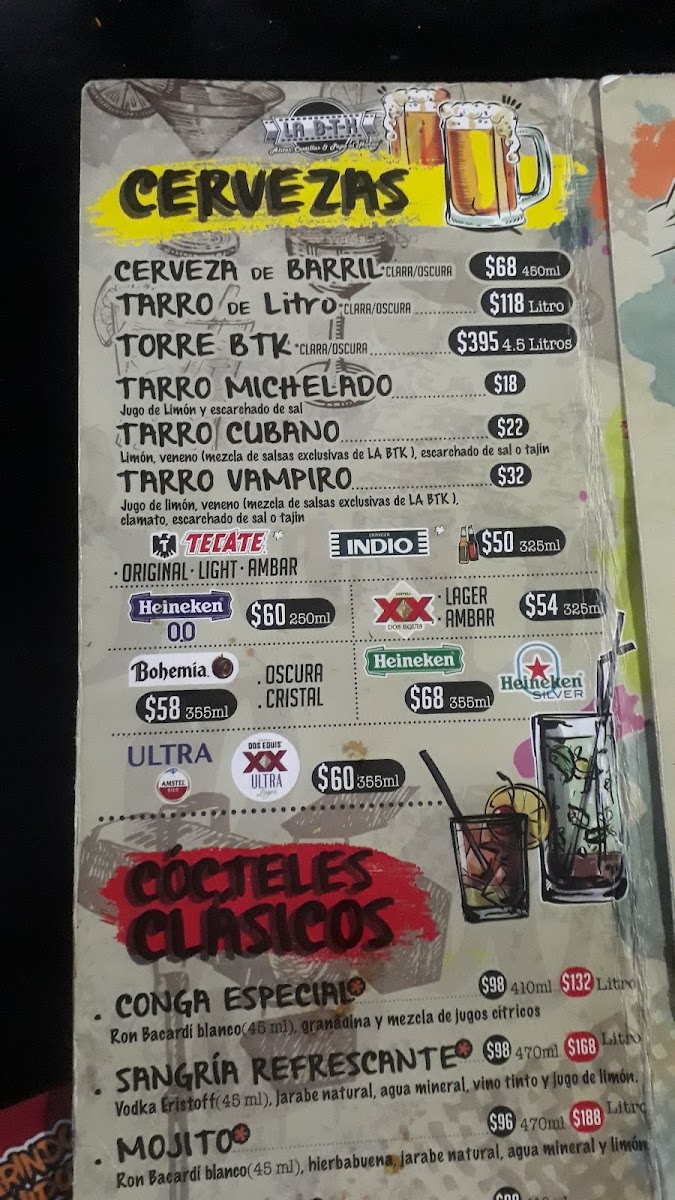 LA B·T·K
CERVEZAS
CERVEZA DE BARRIL *CLARA/OSCURA $68 450ml
TARRO DE Litro *CLARA/OSCURA $118 Litro
TORRE BTK *CLARA/OSCURA $395 4.5 Litros
TARRO MICHELADO $18
Jugo de Limón y escarchado de sal
TARRO CUBANO $22
Limón, veneno (mezcla de salsas exclusivas de LA BTK ), escarchado de sal o tajín
TARRO VAMPIRO $32
Jugo de limón, veneno (mezcla de salsas exclusivas de LA BTK ),
clamato, escarchado de sal o tajin
TECATE CERVEZA INDIO $50 325ml
· ORIGINAL · LIGHT · AMBAR
Heineken 0.0 $60 250ml
XX DOS EQUIS · LAGER · AMBAR $54 325ml
Bohemia. . OSCURA . CRISTAL
$58 355ml
Heineken Heineken SILVER
$68 355ml
ULTRA AMSTEL DOS EQUIS XX ULTRA Lager $60 355ml
CÓCTELES
CLÁSICOS
. CONGA ESPECIAL* $98 410ml $132 Litro
Ron Bacardí blanco(45 ml), granadina y mezcla de jugos cítricos
. SANGRÍA REFRESCANTE* $98 470ml $168 Litro
Vodka Eristoff(45 ml), jarabe natural, agua mineral, vino tinto y jugo de limón.
. MOJITO* $96 470ml $188 Litro
Ron Bacardí blanco(45 ml), hierbabuena, jarabe natural, agua mineral y limón